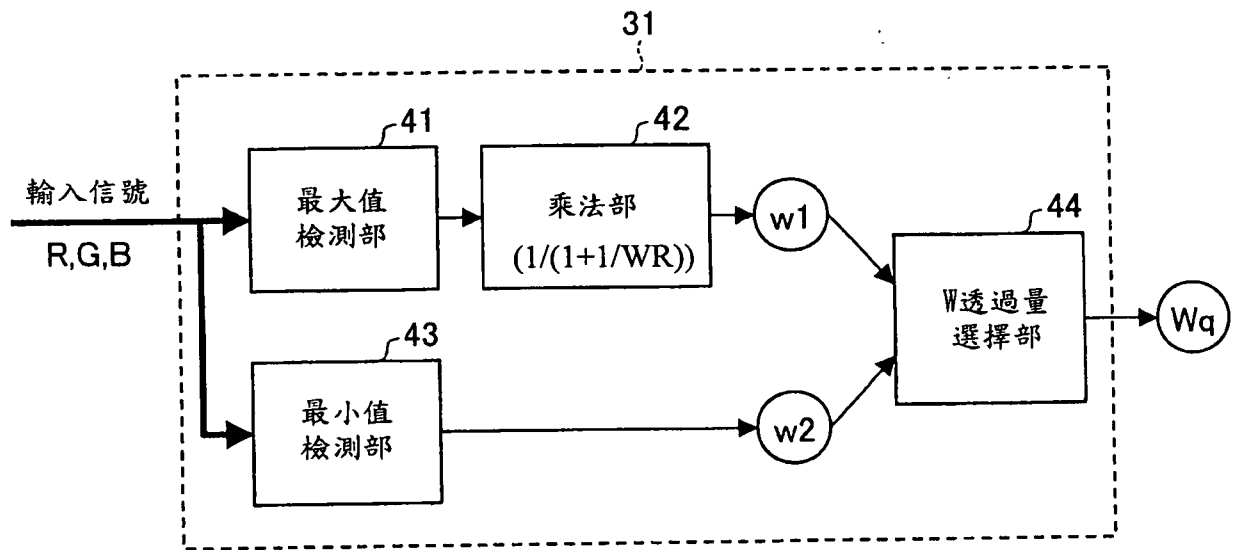 31
輸入信號
R,G,B
41
最大值
檢測部
42
乘法部
(1/(1+1/WR))
w1
44
W透過量
選擇部
Wq
43
最小值
檢測部
w2